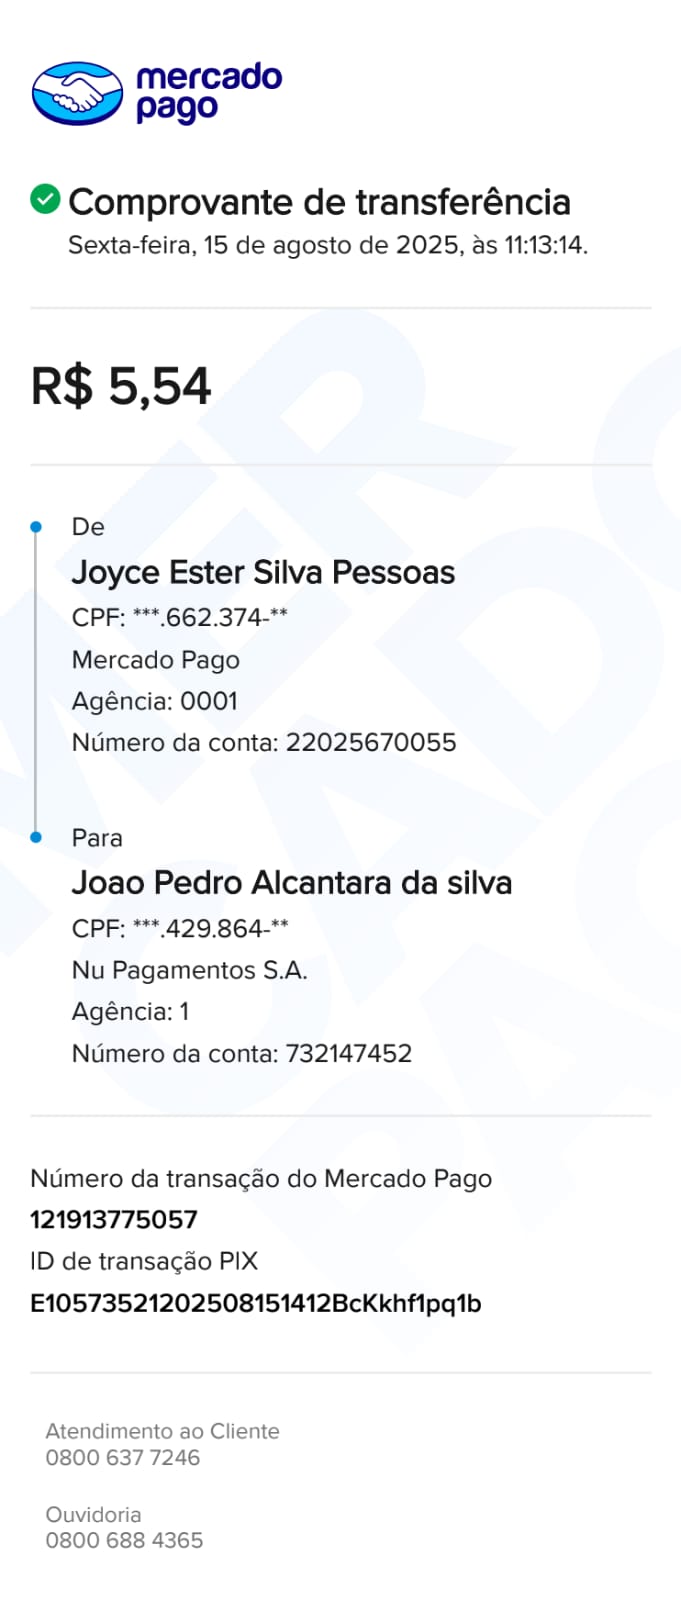 mercado
pago
Comprovante de transferência
Sexta-feira, 15 de agosto de 2025, às 11:13:14.
R$ 5,54
De
Joyce Ester Silva Pessoas
CPF: ***.662.374-**
Mercado Pago
Agência: 0001
Número da conta: 22025670055
Para
Joao Pedro Alcantara da silva
CPF: ***.429.864-**
Nu Pagamentos S.A.
Agência: 1
Número da conta: 732147452
Número da transação do Mercado Pago
121913775057
ID de transação PIX
E10573521202508151412BcKkhf1pq1b
Atendimento ao Cliente
0800 637 7246
Ouvidoria
0800 688 4365